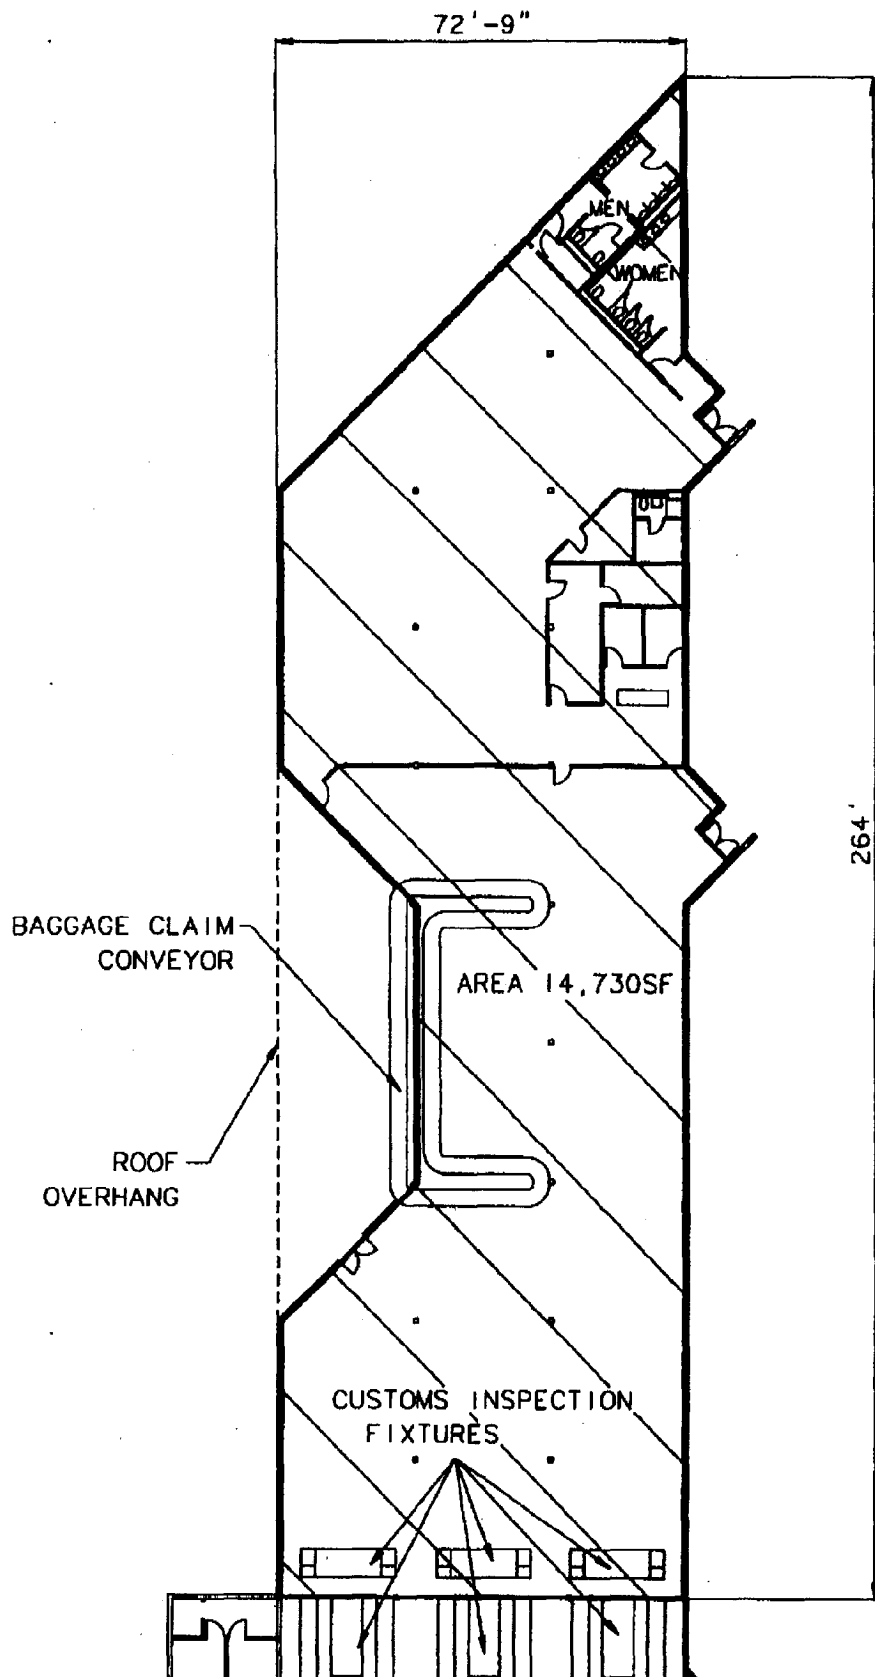 72'-9"
MEN
WOMEN
264'
BAGGAGE CLAIM
CONVEYOR
AREA 14,730SF
ROOF
OVERHANG
CUSTOMS INSPECTION
FIXTURES